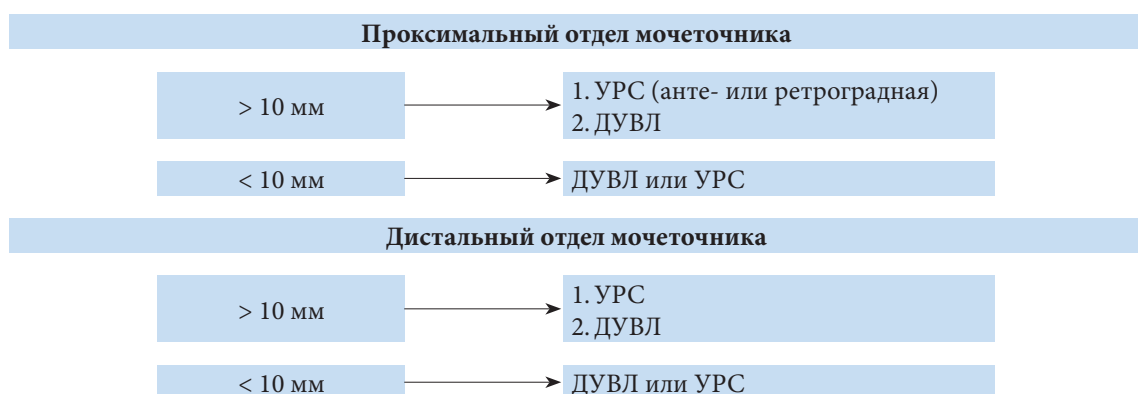 Проксимальный отдел мочеточника
> 10 мм
1. УРС (анте- или ретроградная)
2. ДУВЛ
< 10 мм
ДУВЛ или УРС
Дистальный отдел мочеточника
> 10 мм
1. УРС
2. ДУВЛ
< 10 мм
ДУВЛ или УРС